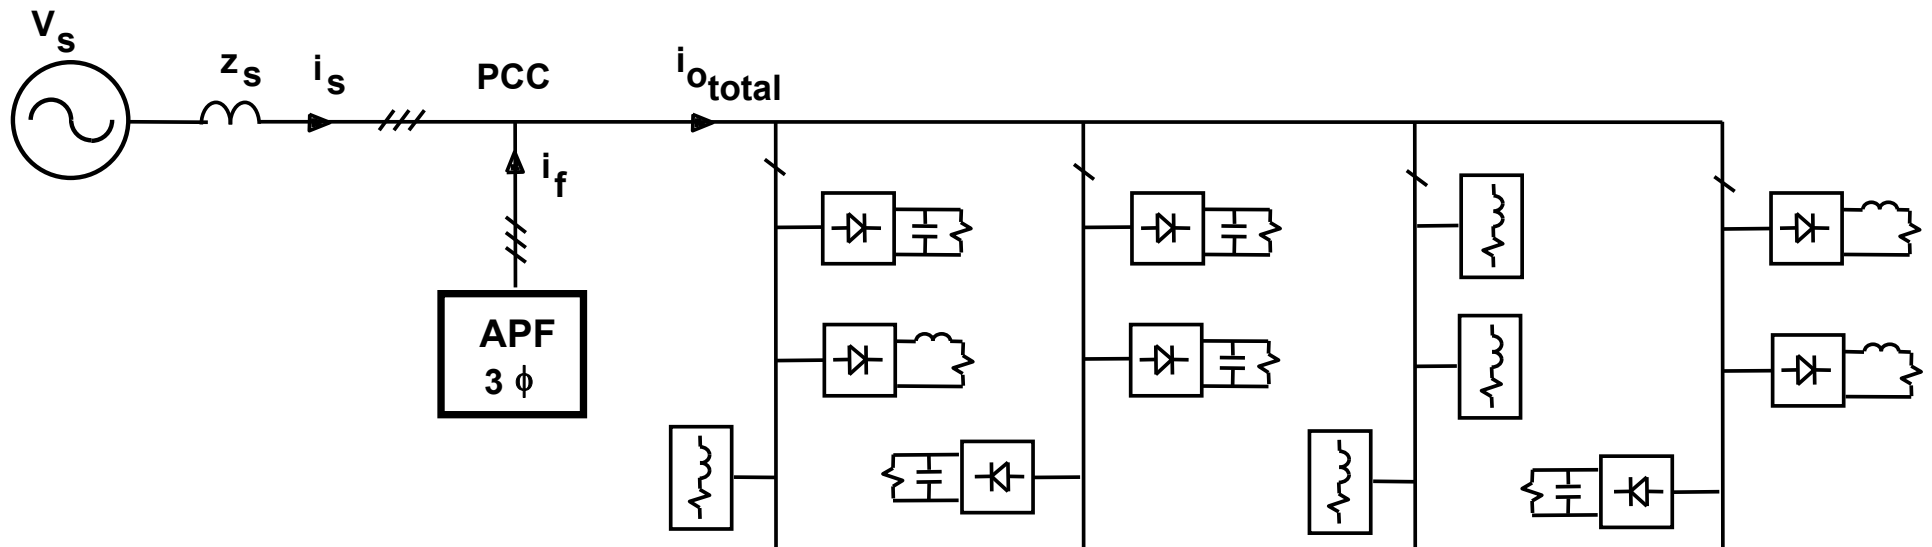 Vs
zs
is
PCC
io total
if
APF
3 ϕ